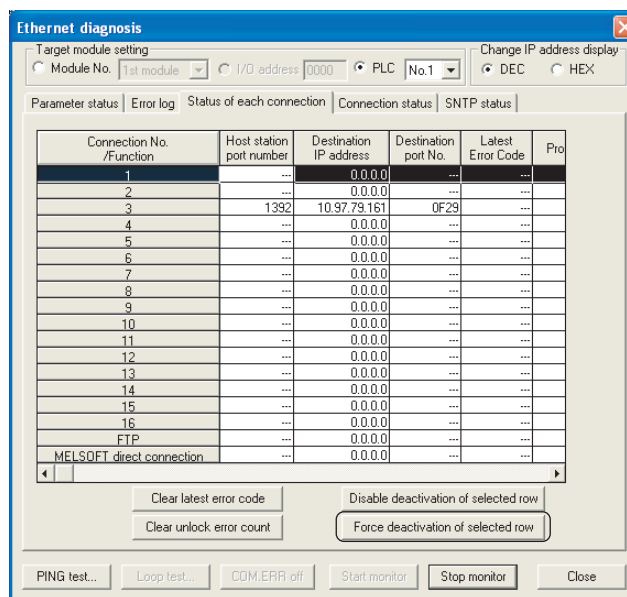 Ethernet diagnosis
Target module setting
Change IP address display
Module No. 1st module I/O address 0000 PLC No.1 DEC HEX
Parameter status Error log Status of each connection Connection status SNTP status
Connection No. /Function Host station port number Destination IP address Destination port No. Latest Error Code Pro
1 --- 0.0.0.0 --- ---
2 --- 0.0.0.0 --- ---
3 1392 10.97.79.161 0F29 ---
4 --- 0.0.0.0 --- ---
5 --- 0.0.0.0 --- ---
6 --- 0.0.0.0 --- ---
7 --- 0.0.0.0 --- ---
8 --- 0.0.0.0 --- ---
9 --- 0.0.0.0 --- ---
10 --- 0.0.0.0 --- ---
11 --- 0.0.0.0 --- ---
12 --- 0.0.0.0 --- ---
13 --- 0.0.0.0 --- ---
14 --- 0.0.0.0 --- ---
15 --- 0.0.0.0 --- ---
16 --- 0.0.0.0 --- ---
FTP --- 0.0.0.0 --- ---
MELSOFT direct connection --- 0.0.0.0 --- ---
Clear latest error code Disable deactivation of selected row
Clear unlock error count Force deactivation of selected row
PING test... Loop test... COM.ERR off Start monitor Stop monitor Close